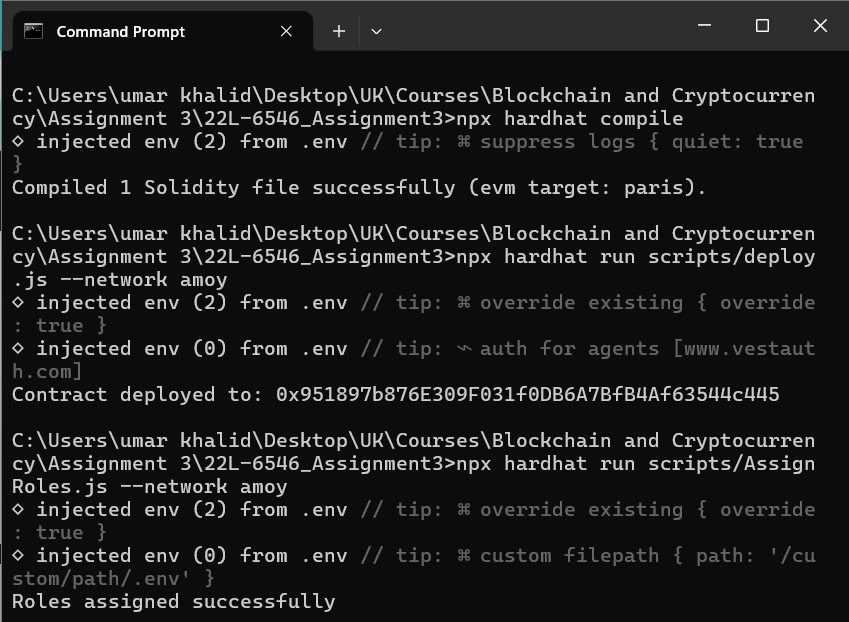 Command Prompt
C:\Users\umar khalid\Desktop\UK\Courses\Blockchain and Cryptocurren
cy\Assignment 3\22L-6546_Assignment3>npx hardhat compile
◇ injected env (2) from .env // tip: ⌘ suppress logs { quiet: true
}
Compiled 1 Solidity file successfully (evm target: paris).
C:\Users\umar khalid\Desktop\UK\Courses\Blockchain and Cryptocurren
cy\Assignment 3\22L-6546_Assignment3>npx hardhat run scripts/deploy
.js --network amoy
◇ injected env (2) from .env // tip: ⌘ override existing { override
: true }
◇ injected env (0) from .env // tip: ⌁ auth for agents [www.vestaut
h.com]
Contract deployed to: 0x951897b876E309F031f0DB6A7BfB4Af63544c445
C:\Users\umar khalid\Desktop\UK\Courses\Blockchain and Cryptocurren
cy\Assignment 3\22L-6546_Assignment3>npx hardhat run scripts/Assign
Roles.js --network amoy
◇ injected env (2) from .env // tip: ⌘ override existing { override
: true }
◇ injected env (0) from .env // tip: ⌘ custom filepath { path: '/cu
stom/path/.env' }
Roles assigned successfully